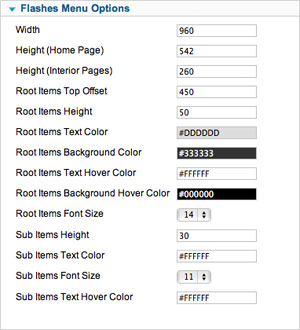 Flashes Menu Options
Width 960
Height (Home Page) 542
Height (Interior Pages) 260
Root Items Top Offset 450
Root Items Height 50
Root Items Text Color #DDDDDD
Root Items Background Color #333333
Root Items Text Hover Color #FFFFFF
Root Items Background Hover Color #000000
Root Items Font Size 14
Sub Items Height 30
Sub Items Text Color #FFFFFF
Sub Items Font Size 11
Sub Items Text Hover Color #FFFFFF